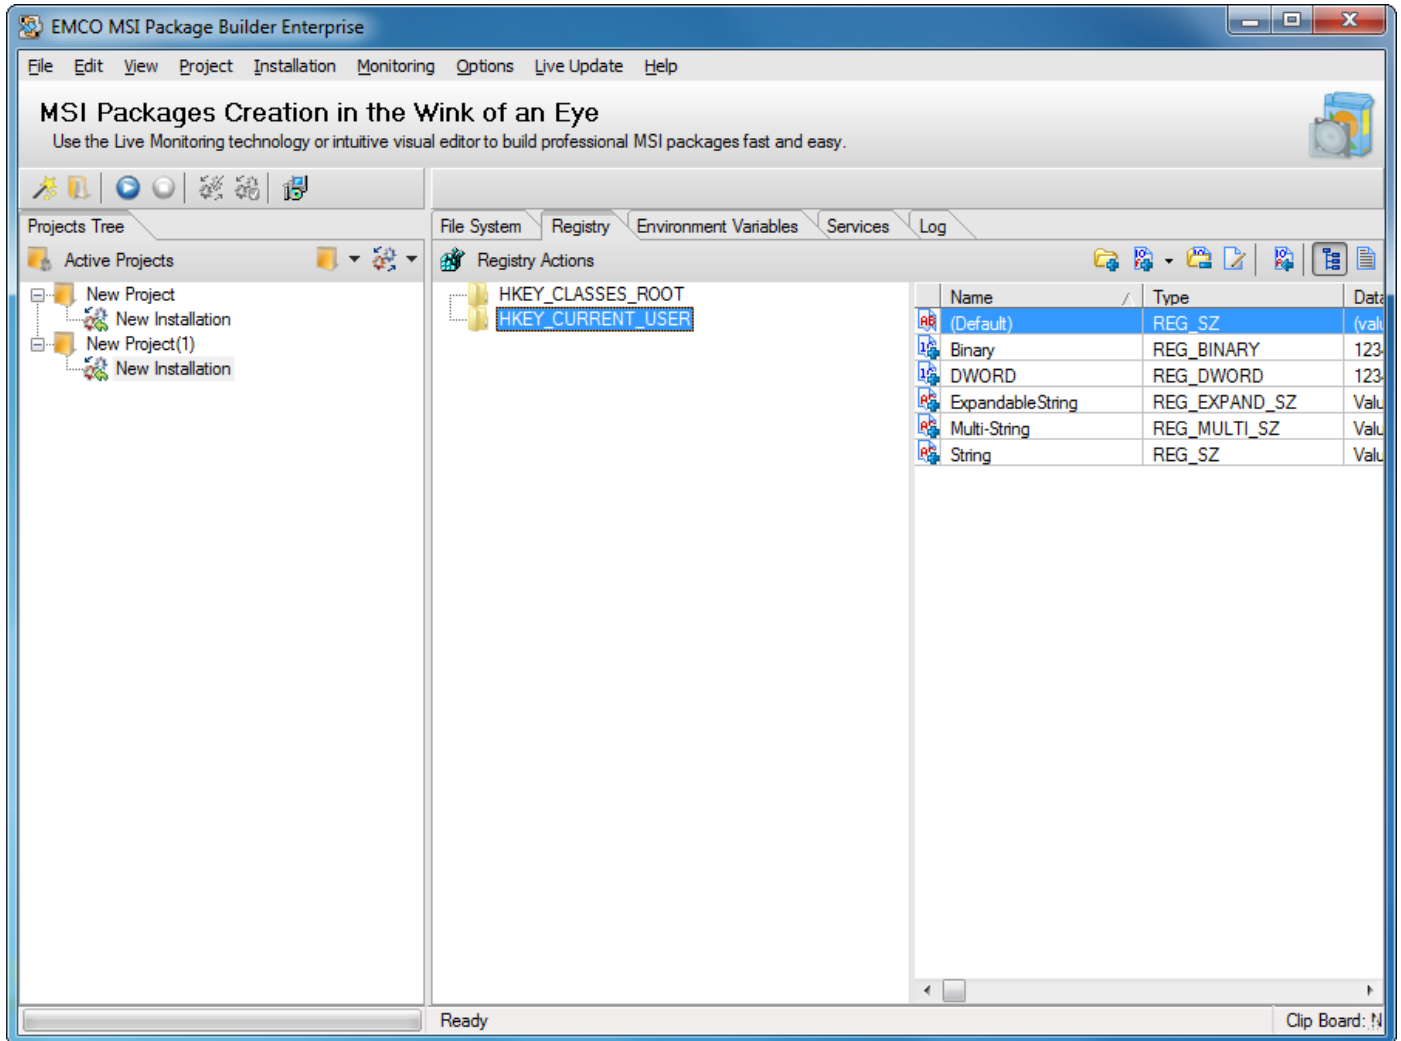 EMCO MSI Package Builder Enterprise
File Edit View Project Installation Monitoring Options Live Update Help
MSI Packages Creation in the Wink of an Eye
Use the Live Monitoring technology or intuitive visual editor to build professional MSI packages fast and easy.
Projects Tree
File System Registry Environment Variables Services Log
Active Projects
Registry Actions
New Project
New Installation
New Project(1)
New Installation
HKEY_CLASSES_ROOT
HKEY_CURRENT_USER
Name Type
(Default) REG_SZ
Binary REG_BINARY
DWORD REG_DWORD
ExpandableString REG_EXPAND_SZ
Multi-String REG_MULTI_SZ
String REG_SZ
Ready
Clip Board: